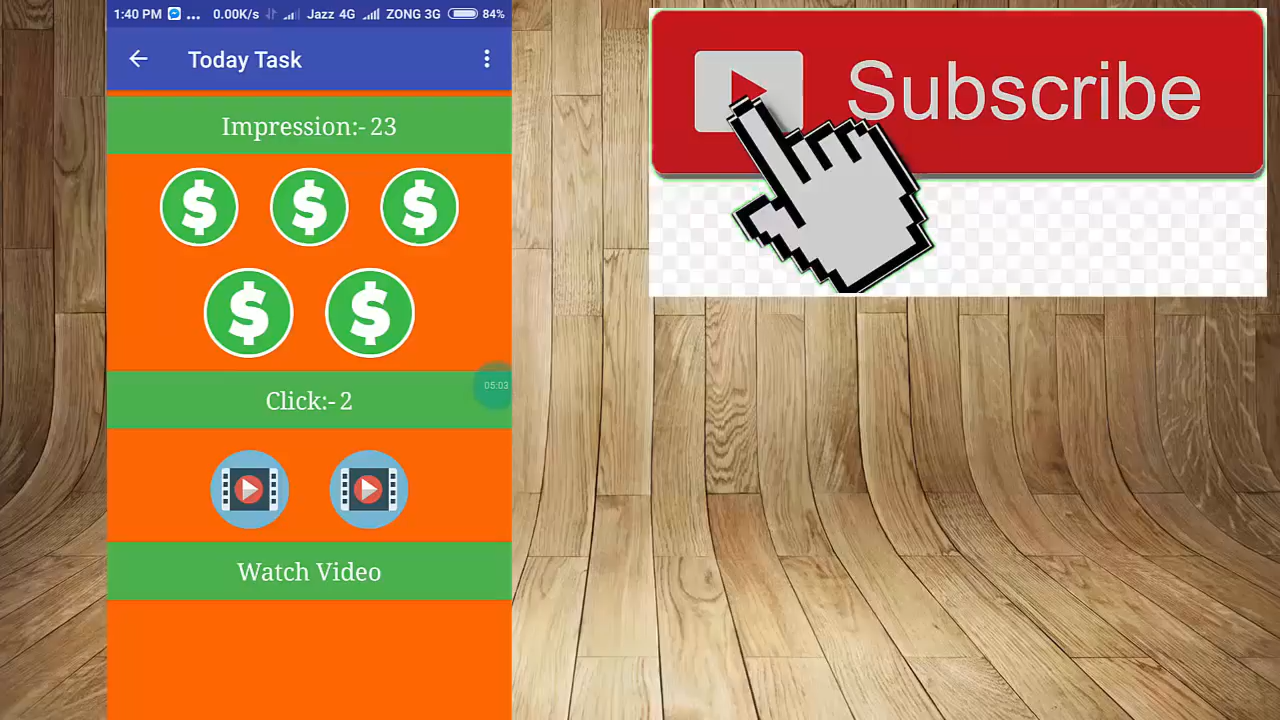 1:40 PM ... 0.00K/s Jazz 4G ZONG 3G 84%
Today Task
Impression:- 23
$ $ $
$ $
Click:- 2
05:03
Watch Video
Subscribe